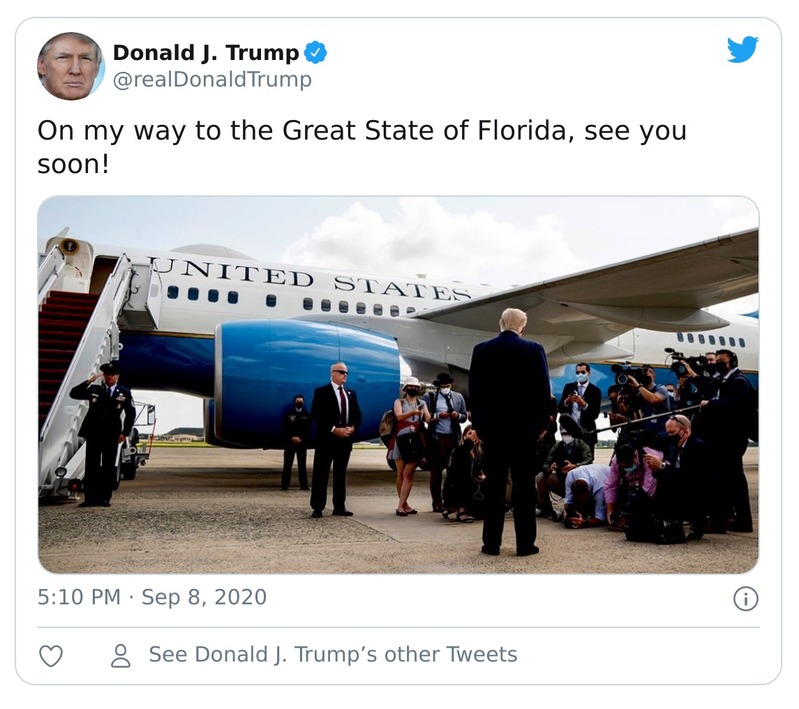 Donald J. Trump
@realDonaldTrump
On my way to the Great State of Florida, see you
soon!
UNITED STATES
5:10 PM · Sep 8, 2020
See Donald J. Trump’s other Tweets